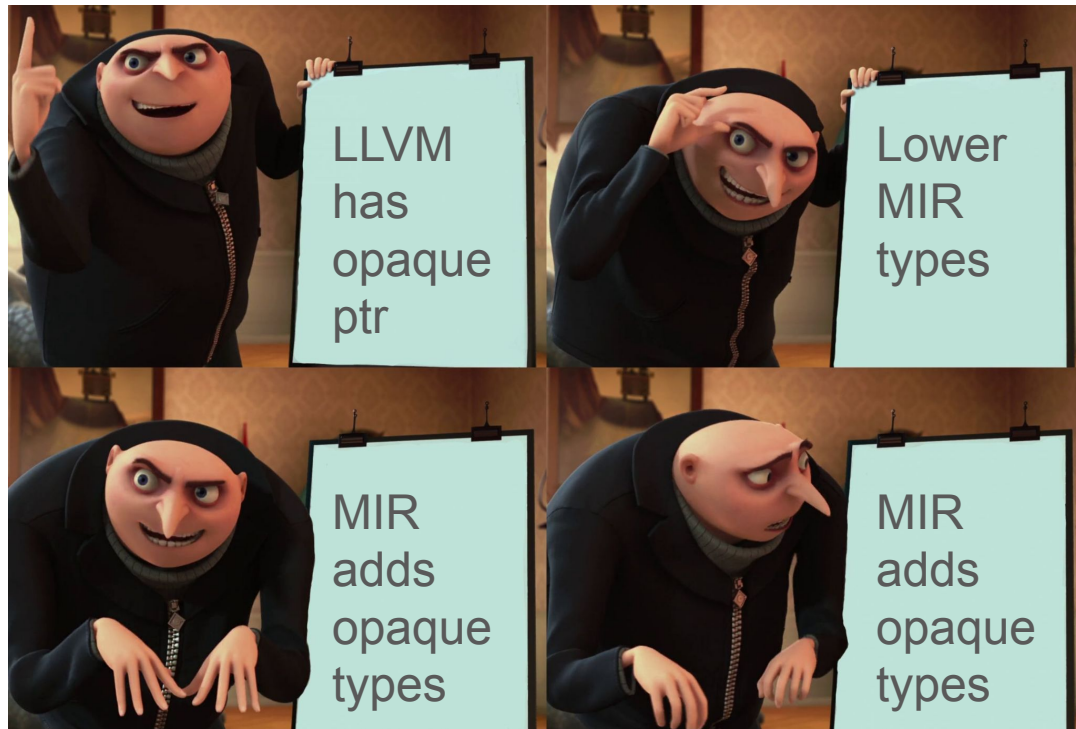 LLVM
has
opaque
ptr
Lower
MIR
types
MIR
adds
opaque
types
MIR
adds
opaque
types